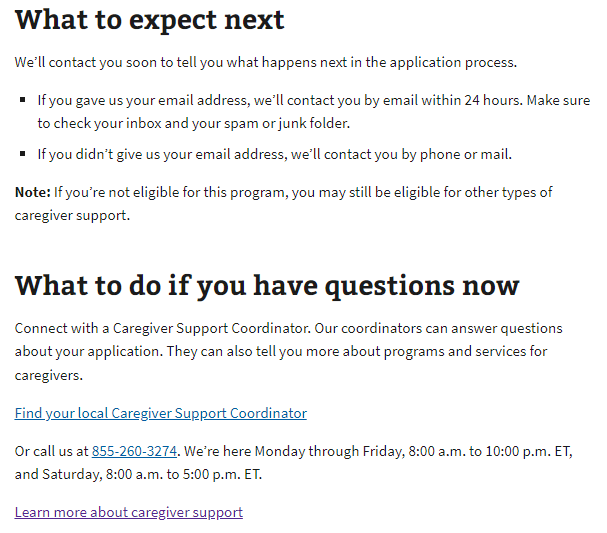 What to expect next
We’ll contact you soon to tell you what happens next in the application process.
▪ If you gave us your email address, we’ll contact you by email within 24 hours. Make sure
to check your inbox and your spam or junk folder.
▪ If you didn’t give us your email address, we’ll contact you by phone or mail.
Note: If you’re not eligible for this program, you may still be eligible for other types of
caregiver support.
What to do if you have questions now
Connect with a Caregiver Support Coordinator. Our coordinators can answer questions
about your application. They can also tell you more about programs and services for
caregivers.
Find your local Caregiver Support Coordinator
Or call us at 855-260-3274. We’re here Monday through Friday, 8:00 a.m. to 10:00 p.m. ET,
and Saturday, 8:00 a.m. to 5:00 p.m. ET.
Learn more about caregiver support